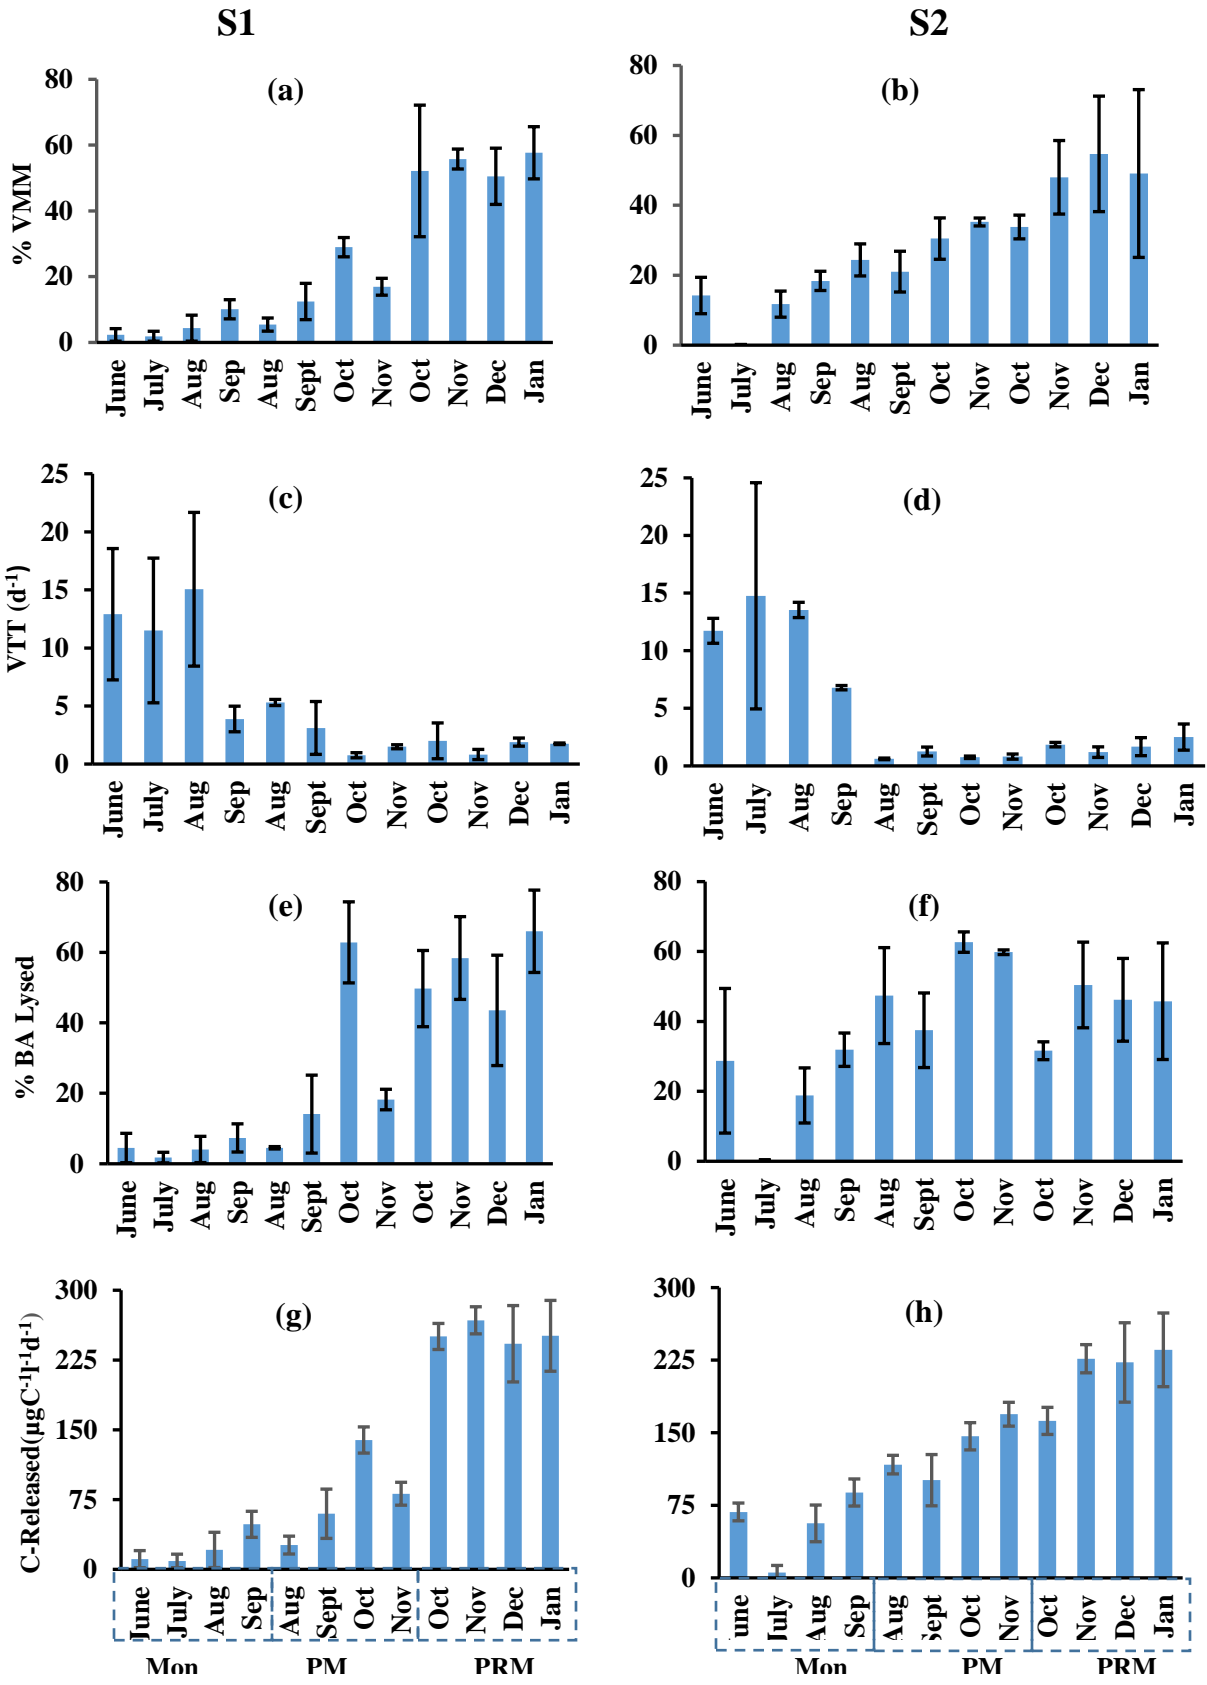 S1
S2
(a)
% VMM
80
60
40
20
0
June July Aug Sep Aug Sept Oct Nov Oct Nov Dec Jan
(b)
80
60
40
20
0
June July Aug Sep Aug Sept Oct Nov Oct Nov Dec Jan
(c)
VTT (d-1)
25
20
15
10
5
0
June July Aug Sep Aug Sept Oct Nov Oct Nov Dec Jan
(d)
25
20
15
10
5
0
June July Aug Sep Aug Sept Oct Nov Oct Nov Dec Jan
(e)
% BA Lysed
80
60
40
20
0
June July Aug Sep Aug Sept Oct Nov Oct Nov Dec Jan
(f)
80
60
40
20
0
June July Aug Sep Aug Sept Oct Nov Oct Nov Dec Jan
(g)
C-Released(µgC-1l-1d-1)
300
225
150
75
0
June July Aug Sep Aug Sept Oct Nov Oct Nov Dec Jan
Mon PM PRM
(h)
300
225
150
75
0
June July Aug Sep Aug Sept Oct Nov Oct Nov Dec Jan
Mon PM PRM